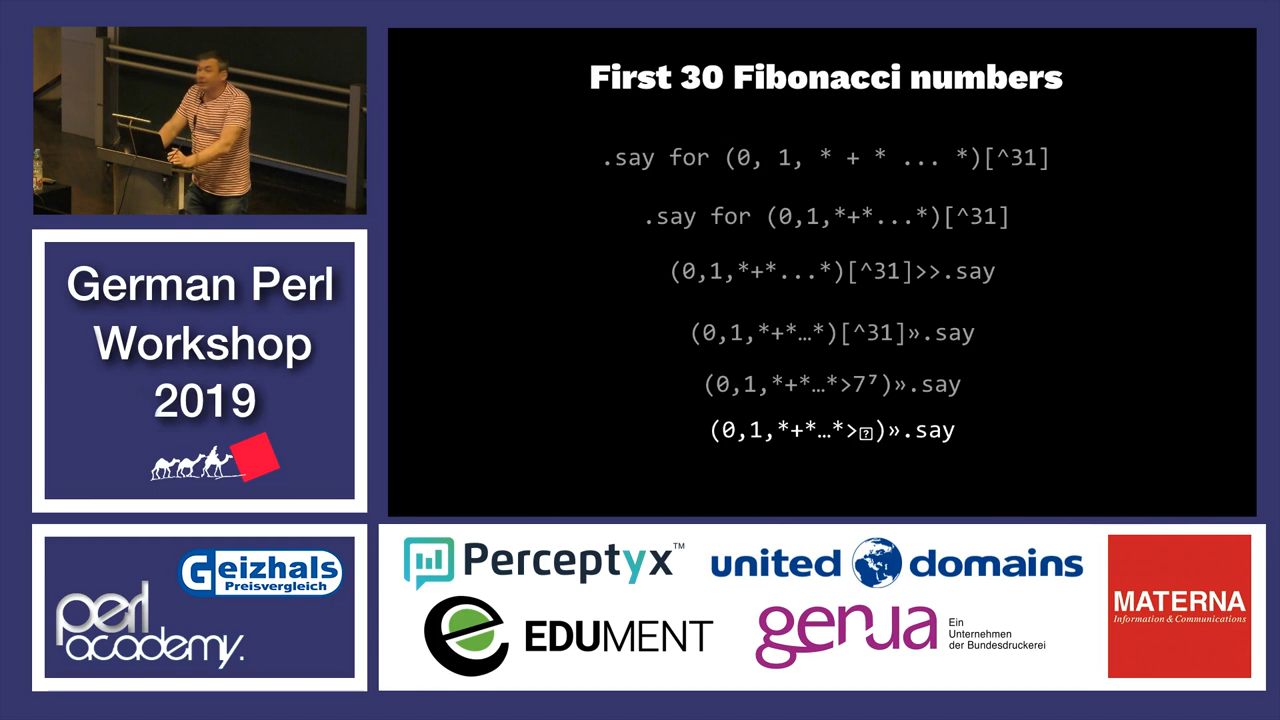 First 30 Fibonacci numbers
.say for (0, 1, * + * ... *)[^31]
.say for (0,1,*+*...*)[^31]
(0,1,*+*...*)[^31]>>.say
(0,1,*+*…*)[^31]».say
(0,1,*+*…*>7⁷)».say
(0,1,*+*…*>⍰)».say
German Perl
Workshop
2019
Geizhals
Preisvergleich
perl
academy.
Perceptyx™
united domains
EDUMENT
genua
Ein
Unternehmen
der Bundesdruckerei
MATERNA
Information & Communications